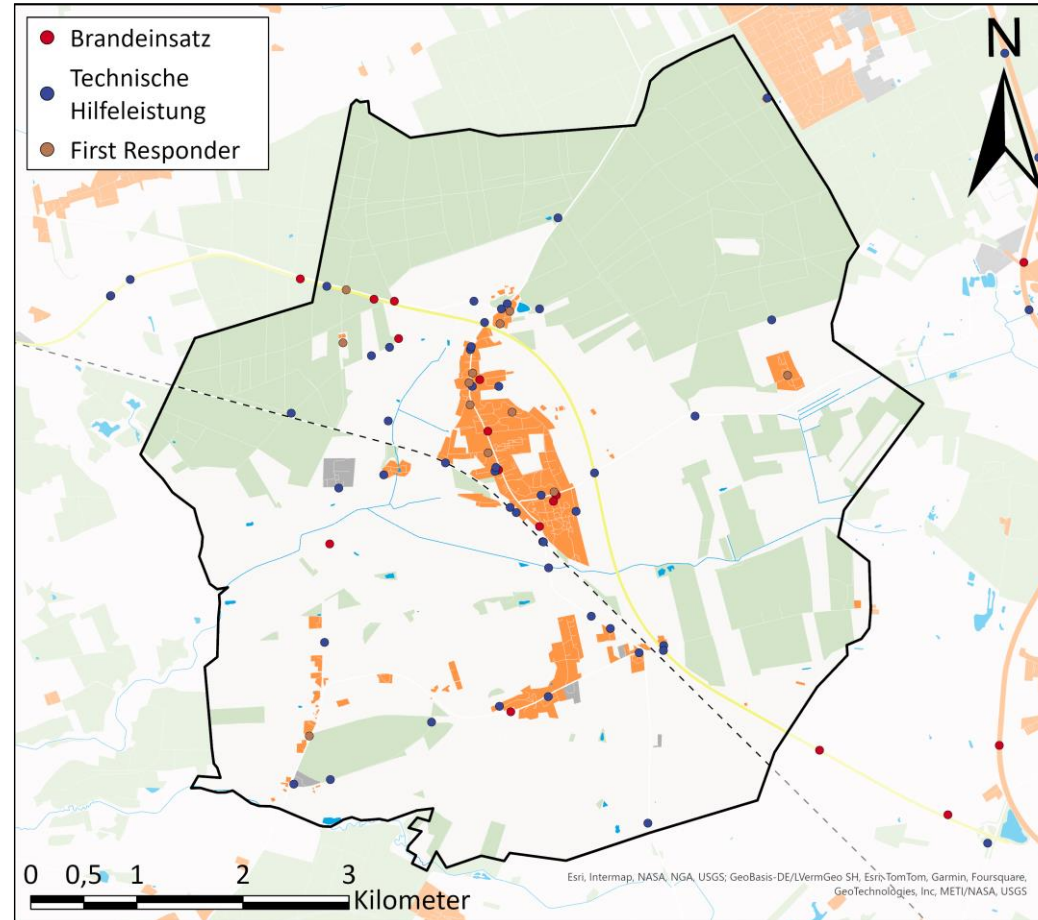 Brandeinsatz
Technische
Hilfeleistung
First Responder
N
0 0,5 1 2 3
Kilometer
Esri, Intermap, NASA, NGA, USGS; GeoBasis-DE/LVermGeo SH, Esri, TomTom, Garmin, Foursquare,
GeoTechnologies, Inc, METI/NASA, USGS